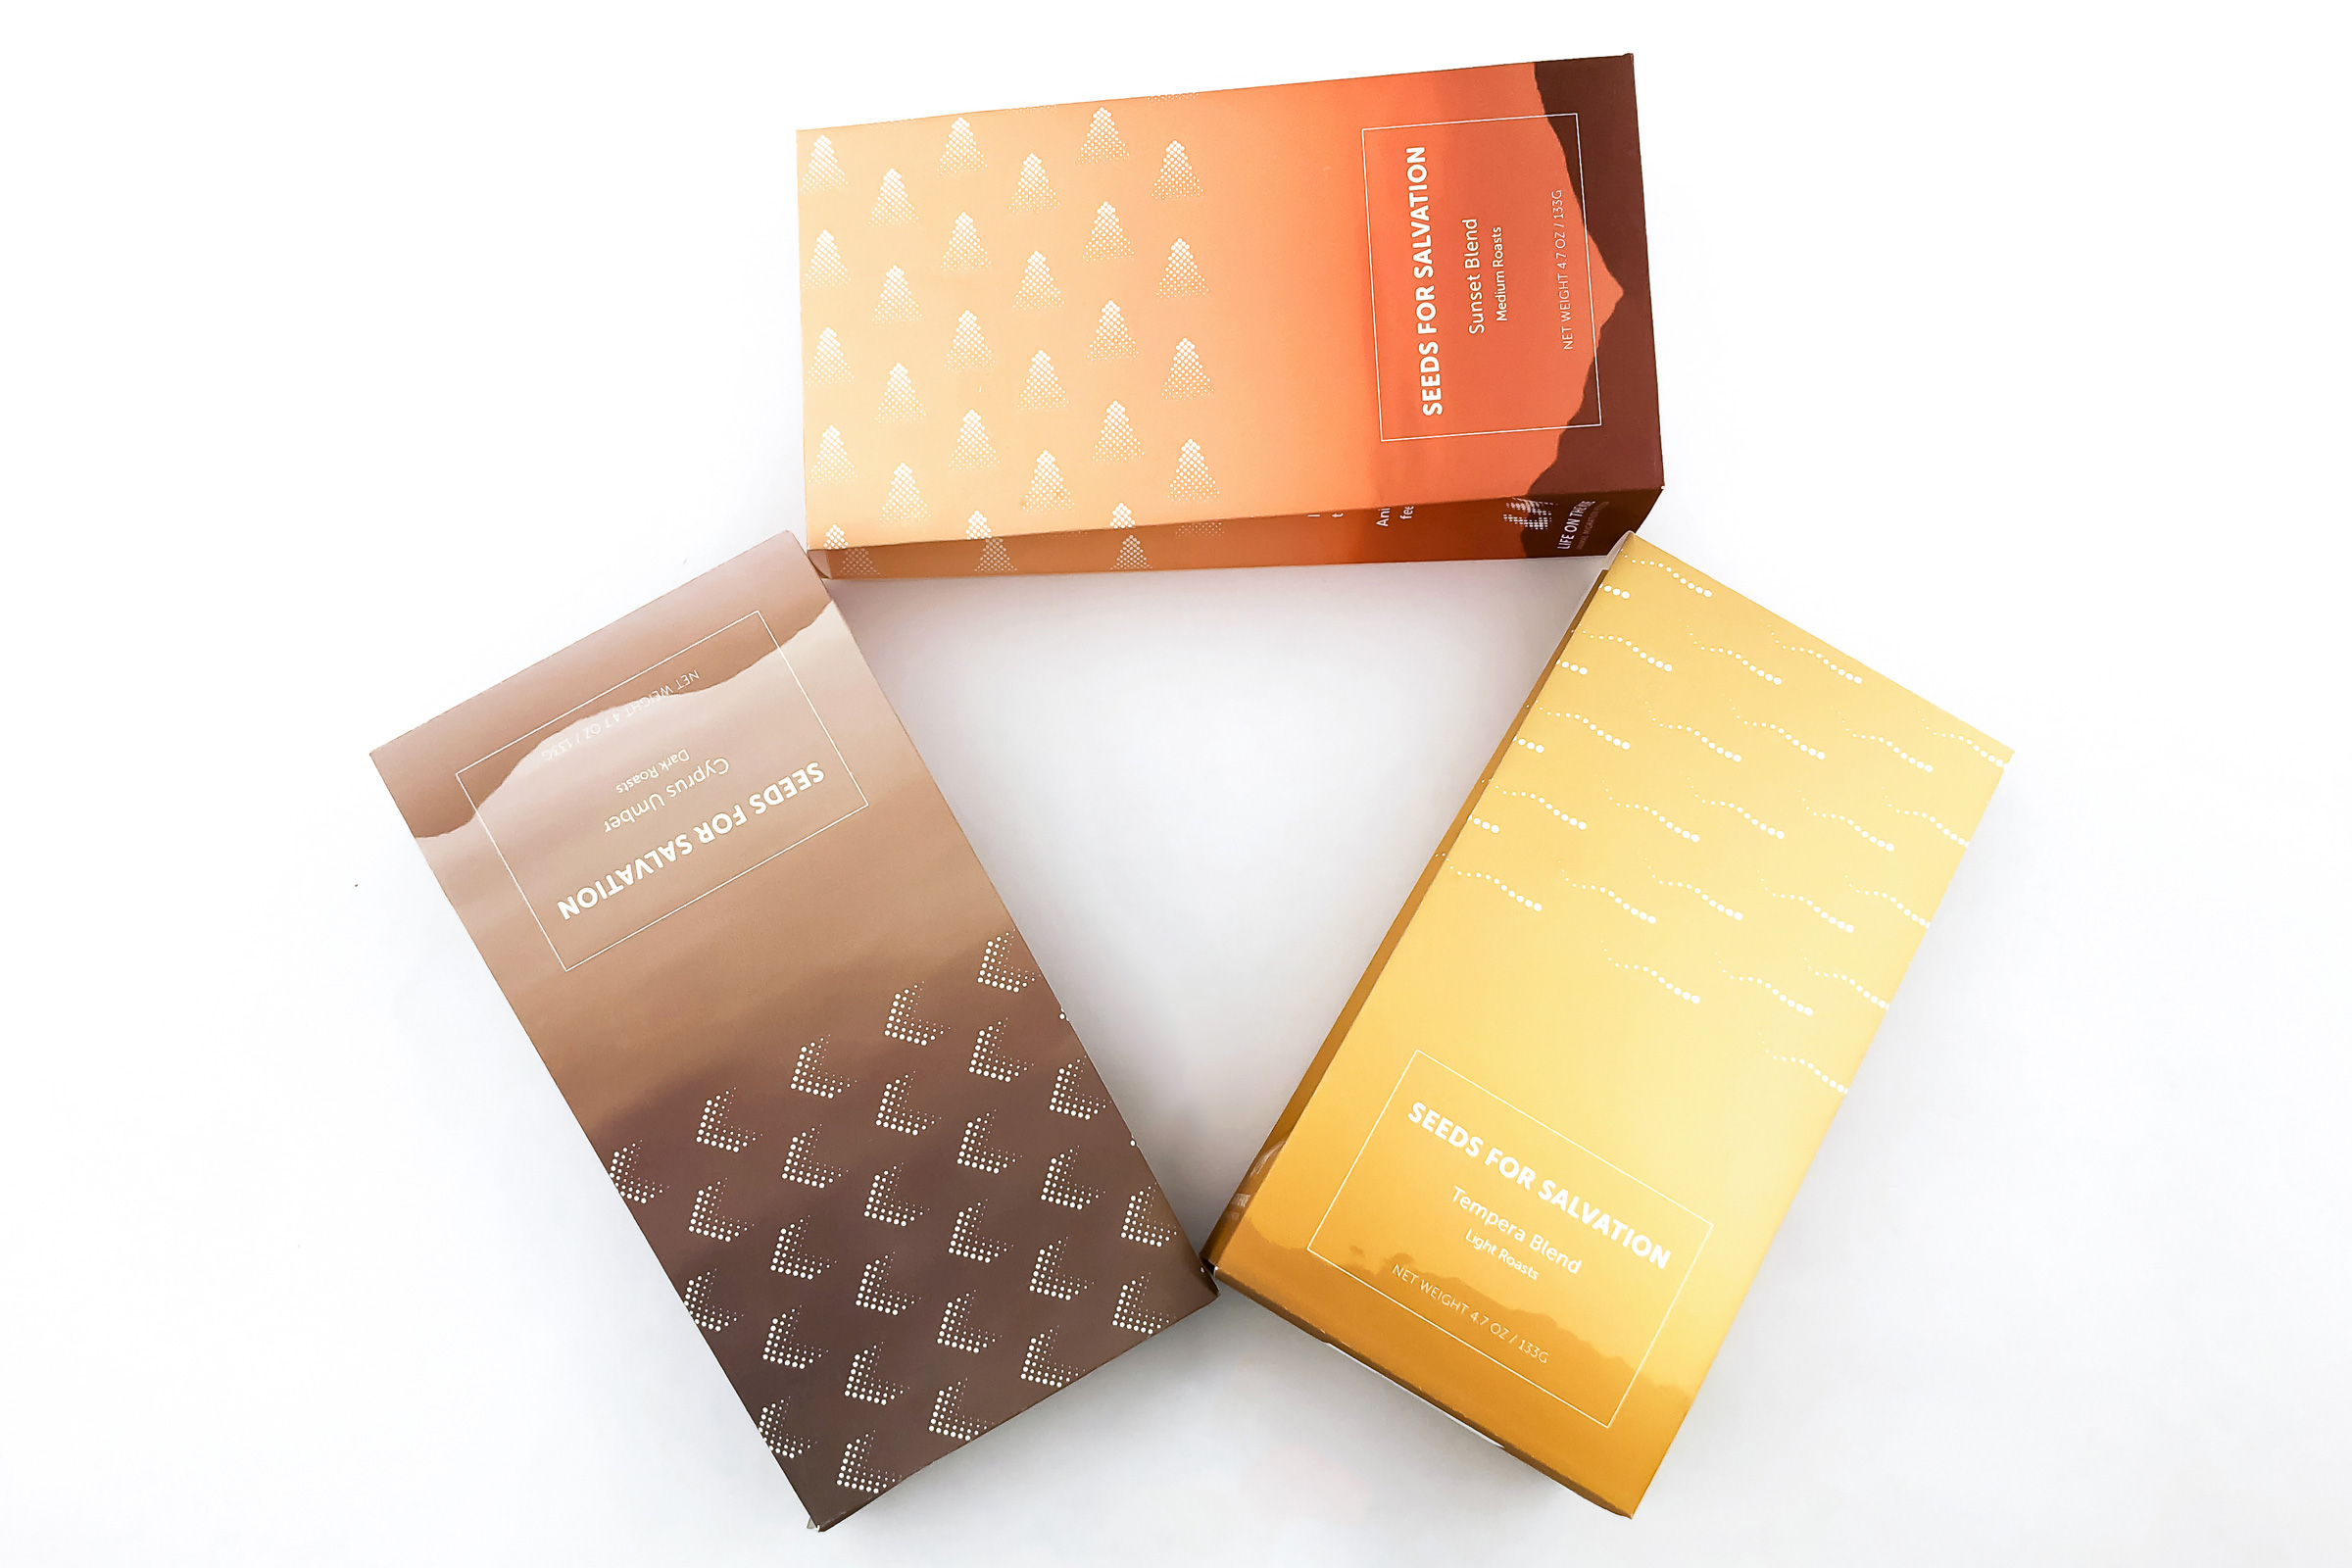 SEEDS FOR SALVATION
Sunset Blend
Medium Roasts
NET WEIGHT 4.7 OZ / 133G
LIFE ON
SEEDS FOR SALVATION
Cyprus Umber
Dark Roasts
NET WEIGHT 4.7 OZ / 133G
SEEDS FOR SALVATION
Tempera Blend
Light Roasts
NET WEIGHT 4.7 OZ / 133G